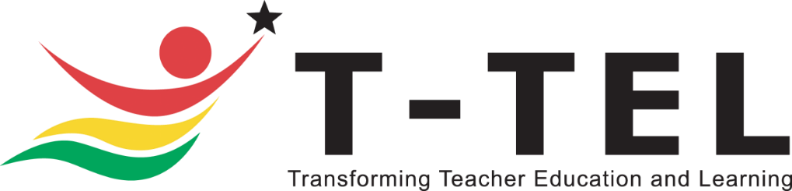 T-TEL
Transforming Teacher Education and Learning